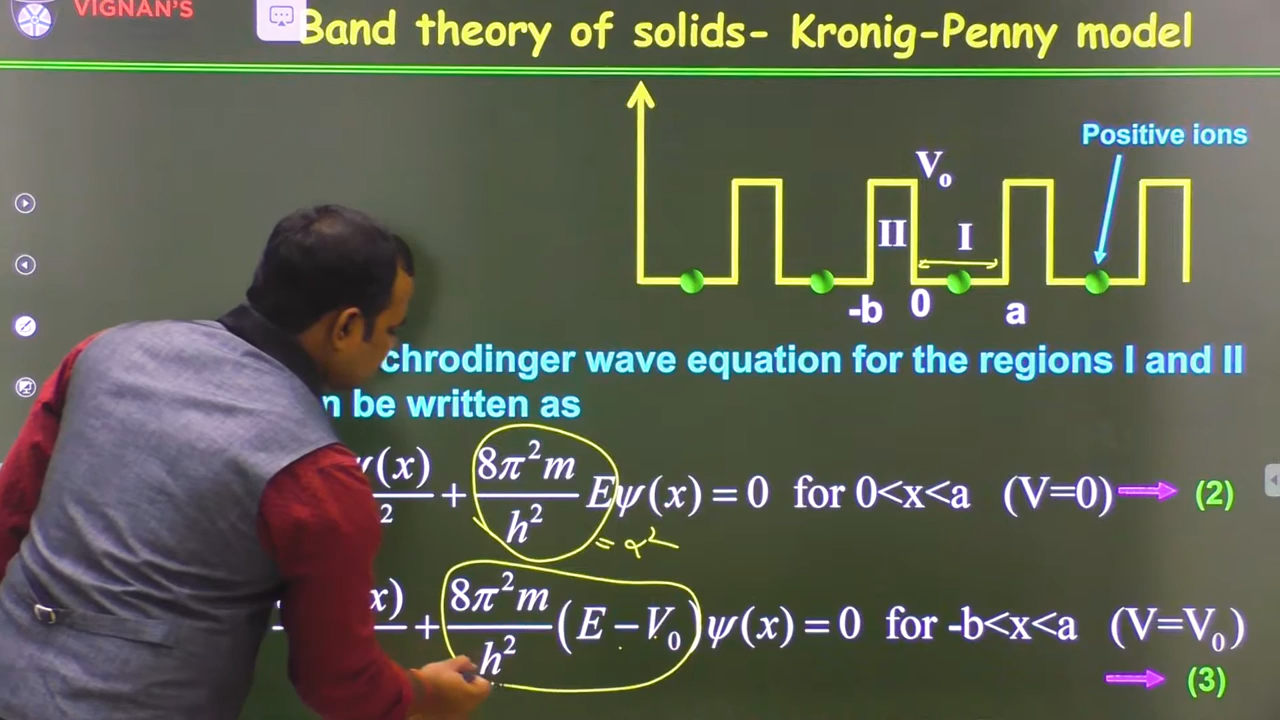 VIGNAN'S
Band theory of solids- Kronig-Penny model
Positive ions
V₀
II
I
-b
0
a
chrodinger wave equation for the regions I and II
n be written as
ψ(x)/² + 8π²m/h² Eψ(x) = 0 for 0<x<a (V=0) (2)
= α²
x) + 8π²m/h² (E – V₀)ψ(x) = 0 for -b<x<a (V=V₀)
(3)